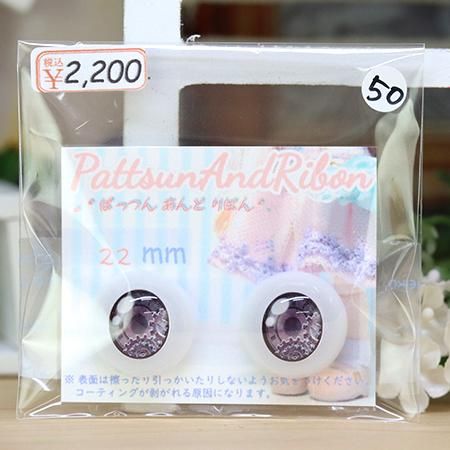 税込
¥2,200
50
PattsunAndRibon
ぱっつん あんど りぼん
22 mm
※ 表面は擦ったり引っかいたりしないようお気を付けください。
コーティングが剥がれる原因になります。